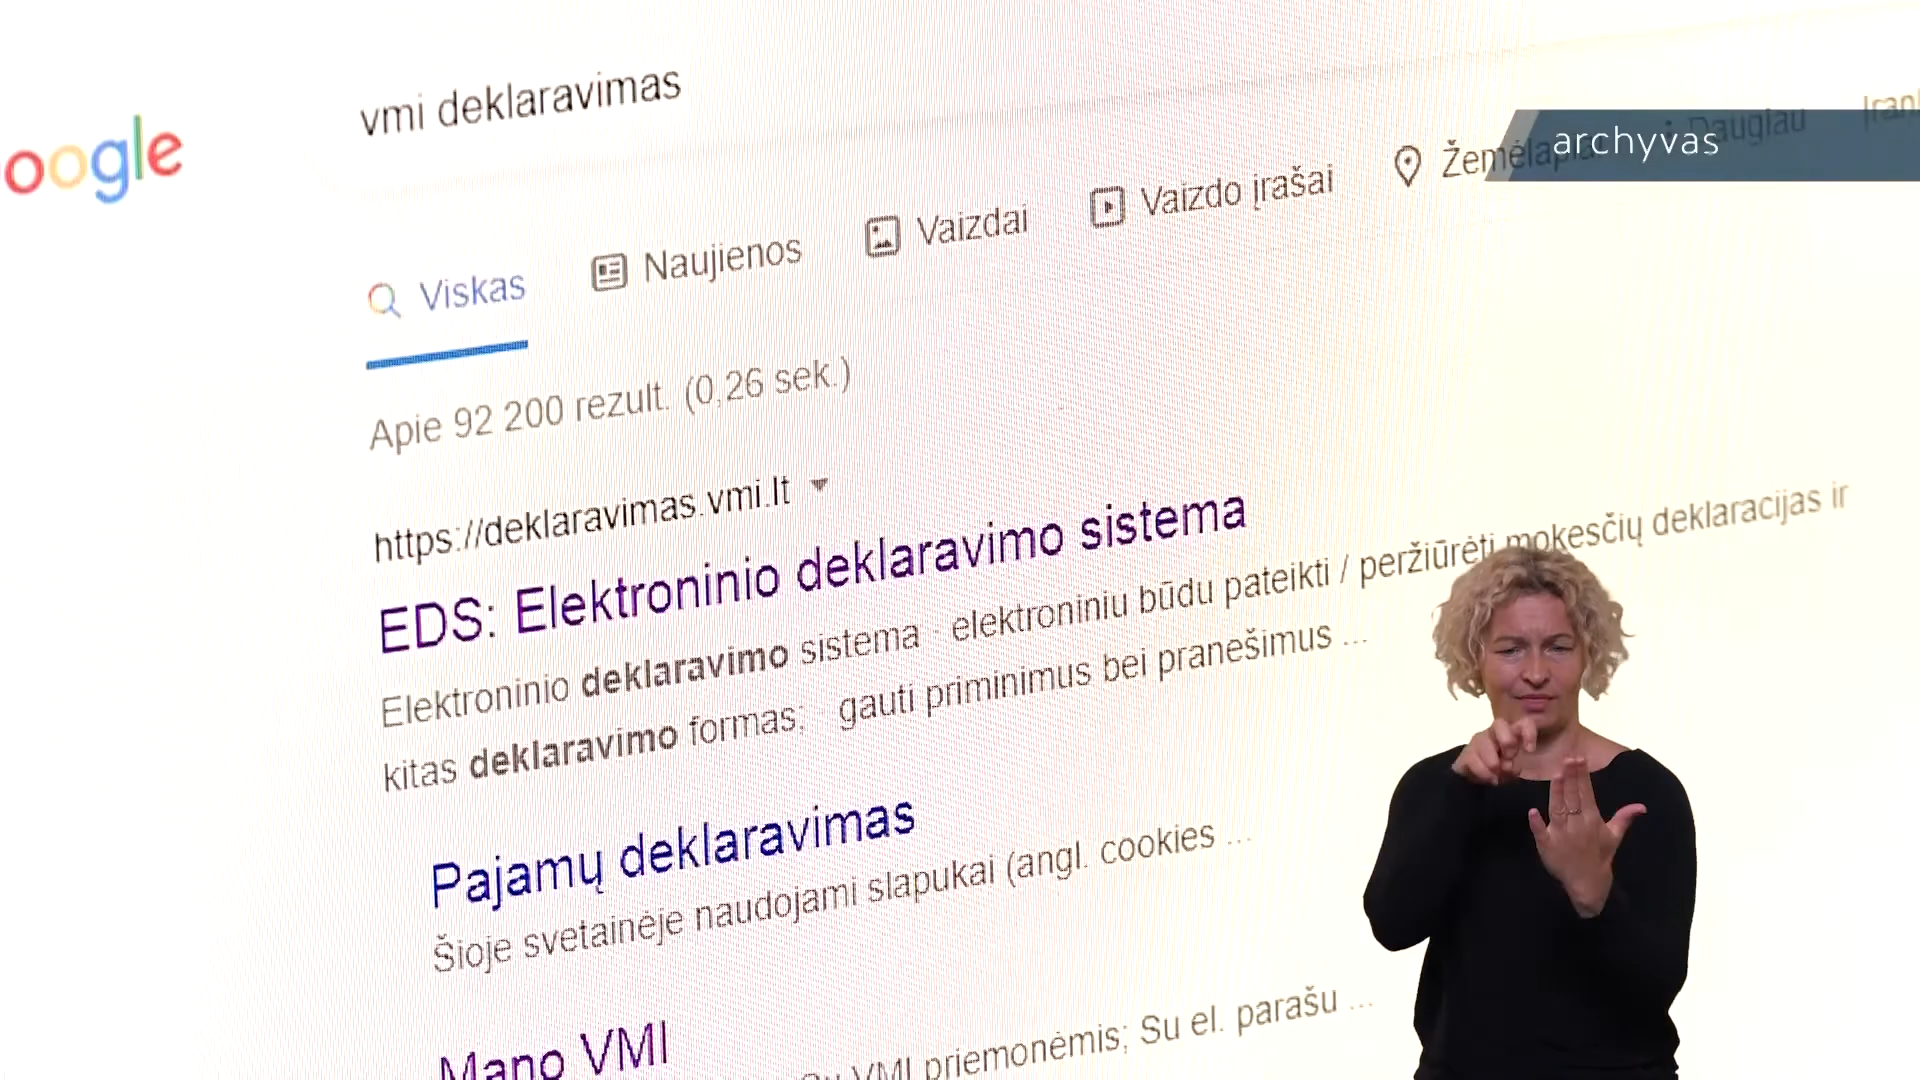 oogle
vmi deklaravimas
archyvas
Daugiau
Viskas
Naujienos
Vaizdai
Vaizdo įrašai
Apie 92 200 rezult. (0,26 sek.)
https://deklaravimas.vmi.lt
EDS: Elektroninio deklaravimo sistema
Elektroninio deklaravimo sistema · elektroniniu būdu pateikti / peržiūrėti mokesčių deklaracijas ir
kitas deklaravimo formas; gauti priminimus bei pranešimus ...
Pajamų deklaravimas
Šioje svetainėje naudojami slapukai (angl. cookies ...
Mano VMI
VMI priemonėmis; Su el. parašu ...